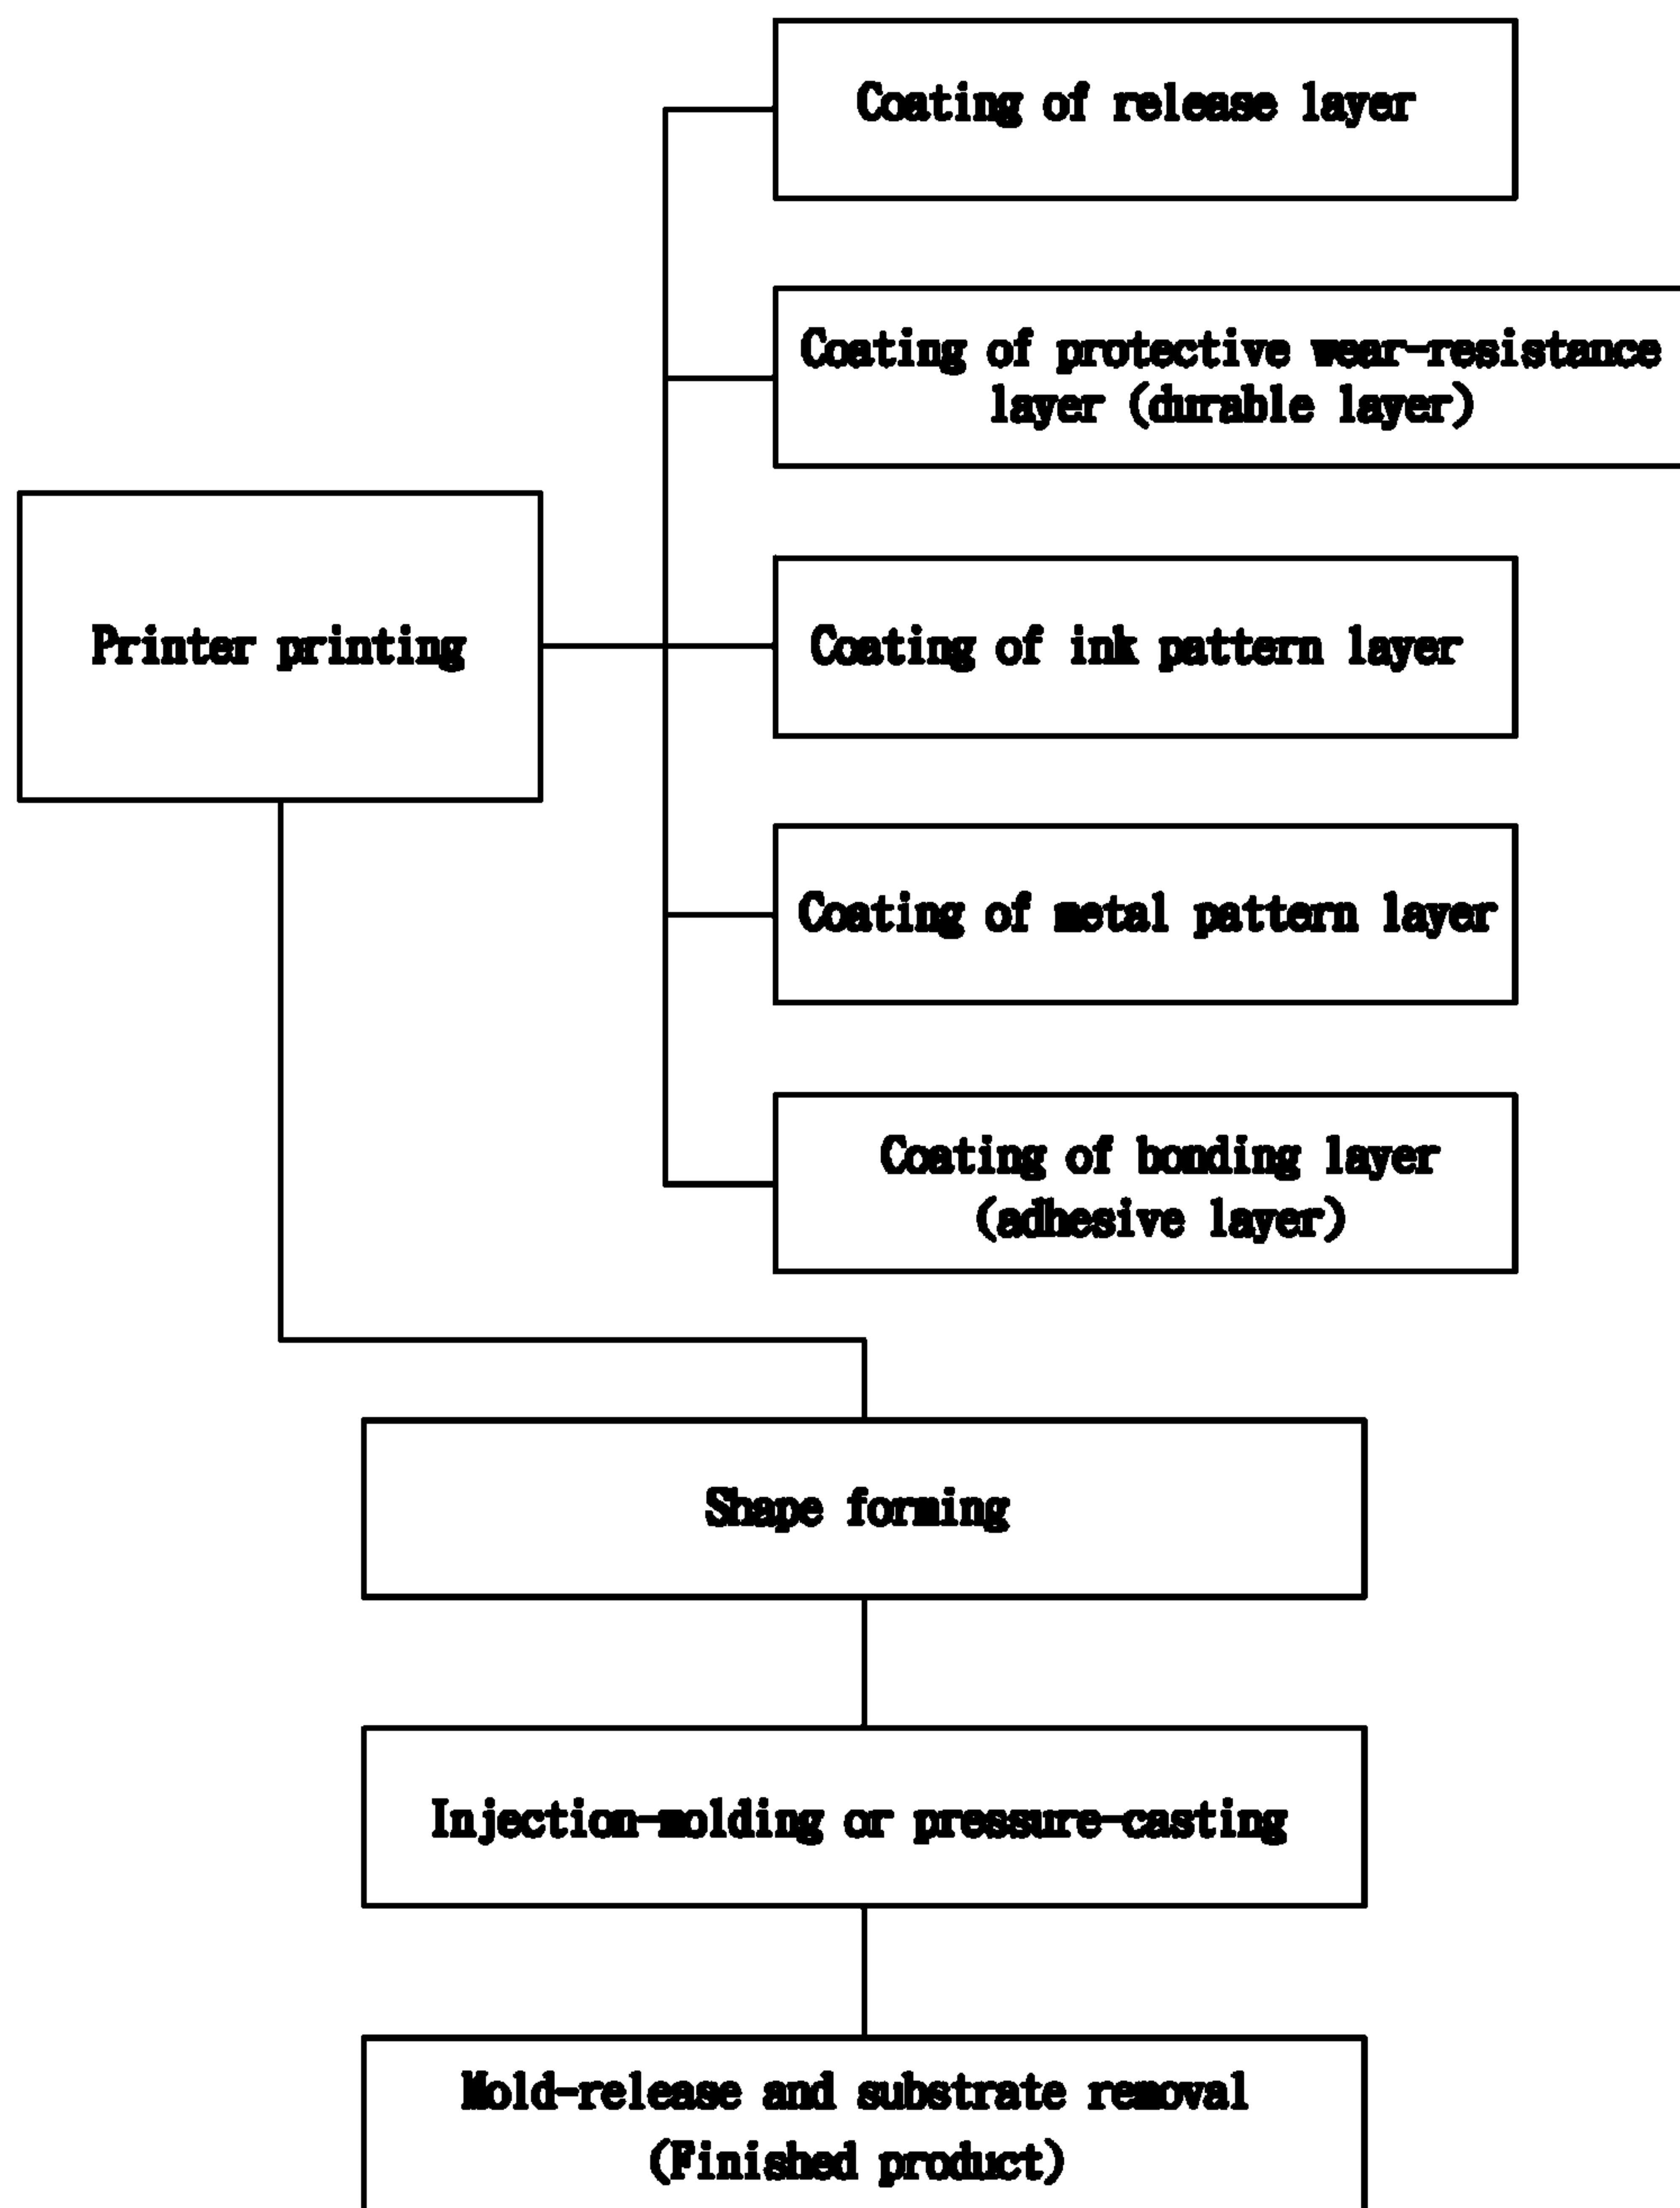 Coating of release layer
Coating of protective wear-resistance
layer (durable layer)
Printer printing
Coating of ink pattern layer
Coating of metal pattern layer
Coating of bonding layer
(adhesive layer)
Shape forming
Injection-molding or pressure-casting
Mold-release and substrate removal
(Finished product)